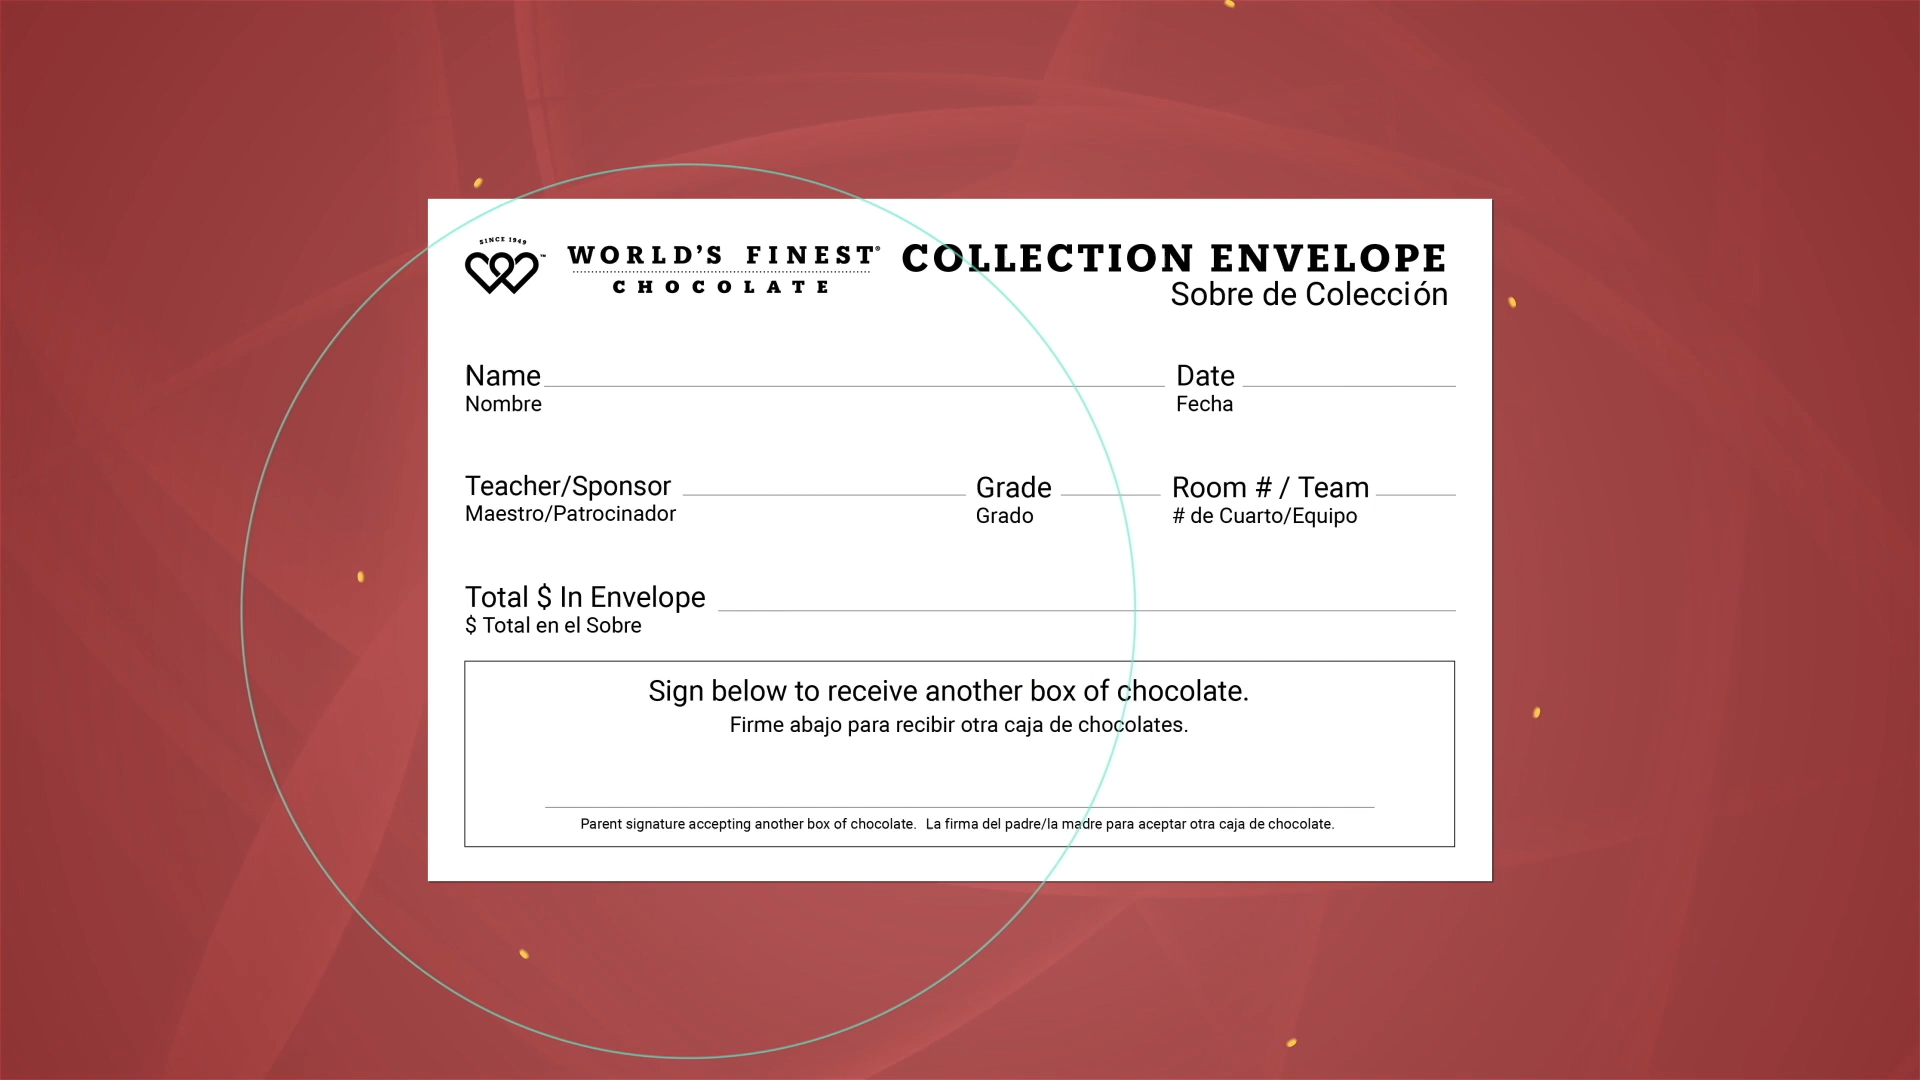 SINCE 1949
WORLD'S FINEST® COLLECTION ENVELOPE
CHOCOLATE
Sobre de Colección
Name Date
Nombre Fecha
Teacher/Sponsor Grade Room # / Team
Maestro/Patrocinador Grado # de Cuarto/Equipo
Total $ In Envelope
$ Total en el Sobre
Sign below to receive another box of chocolate.
Firme abajo para recibir otra caja de chocolates.
Parent signature accepting another box of chocolate. La firma del padre/la madre para aceptar otra caja de chocolate.